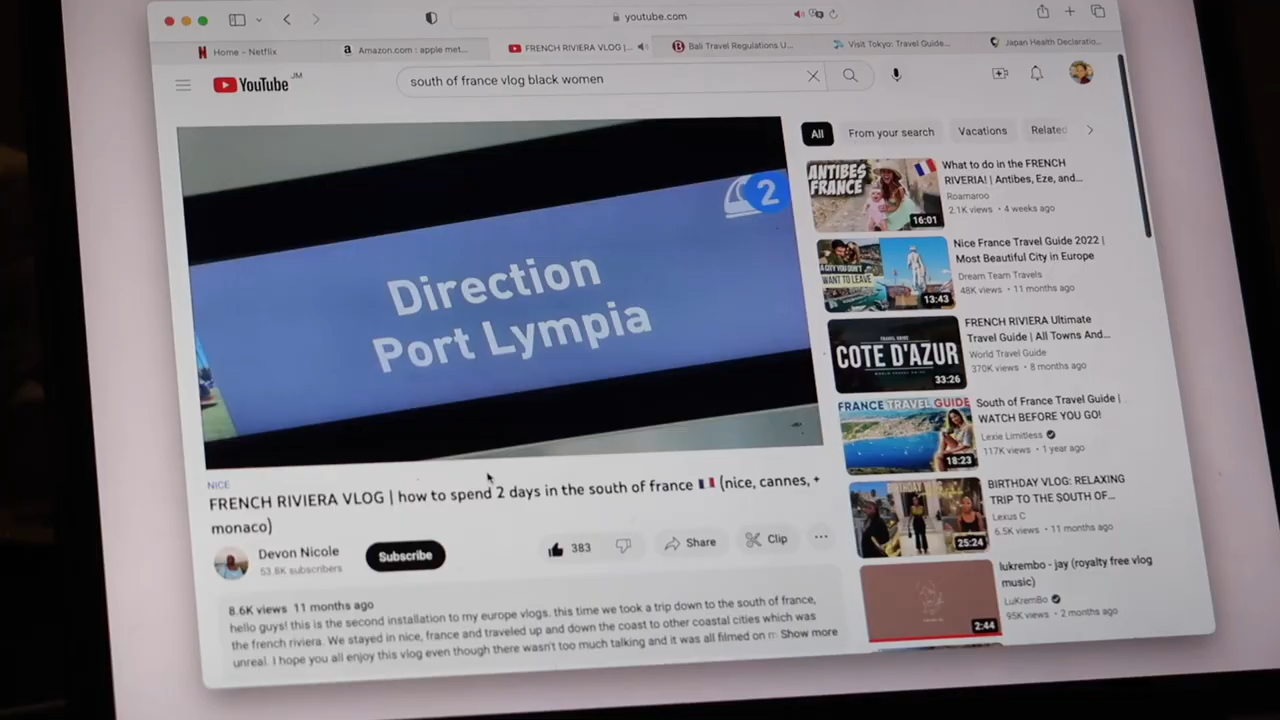 youtube.com
Home – Netflix
Amazon.com : apple met...
FRENCH RIVIERA VLOG |...
Bali Travel Regulations U...
Visit Tokyo: Travel Guide...
Japan Health Declaratio...
YouTube JM
south of france vlog black women
Direction
Port Lympia
2
NICE
FRENCH RIVIERA VLOG | how to spend 2 days in the south of france 🇫🇷 (nice, cannes, +
monaco)
Devon Nicole
53.8K subscribers
Subscribe
383
Share
Clip
8.6K views 11 months ago
hello guys! this is the second installation to my europe vlogs. this time we took a trip down to the south of france,
the french riviera. We stayed in nice, france and traveled up and down the coast to other coastal cities which was
unreal. I hope you all enjoy this vlog even though there wasn't too much talking and it was all filmed on m Show more
All
From your search
Vacations
Related
ANTIBES
FRANCE
16:01
What to do in the FRENCH
RIVERIA! | Antibes, Eze, and...
Roamaroo
2.1K views • 4 weeks ago
A CITY YOU DON'T
WANT TO LEAVE
13:43
Nice France Travel Guide 2022 |
Most Beautiful City in Europe
Dream Team Travels
48K views • 11 months ago
TRAVEL GUIDE
COTE D'AZUR
33:26
FRENCH RIVIERA Ultimate
Travel Guide | All Towns And...
World Travel Guide
370K views • 8 months ago
FRANCE TRAVEL GUIDE
18:23
South of France Travel Guide |
WATCH BEFORE YOU GO!
Lexie Limitless
117K views • 1 year ago
25:24
BIRTHDAY VLOG: RELAXING
TRIP TO THE SOUTH OF...
Lexus C
6.5K views • 11 months ago
2:44
lukrembo - jay (royalty free vlog
music)
LuKremBo
95K views • 2 months ago